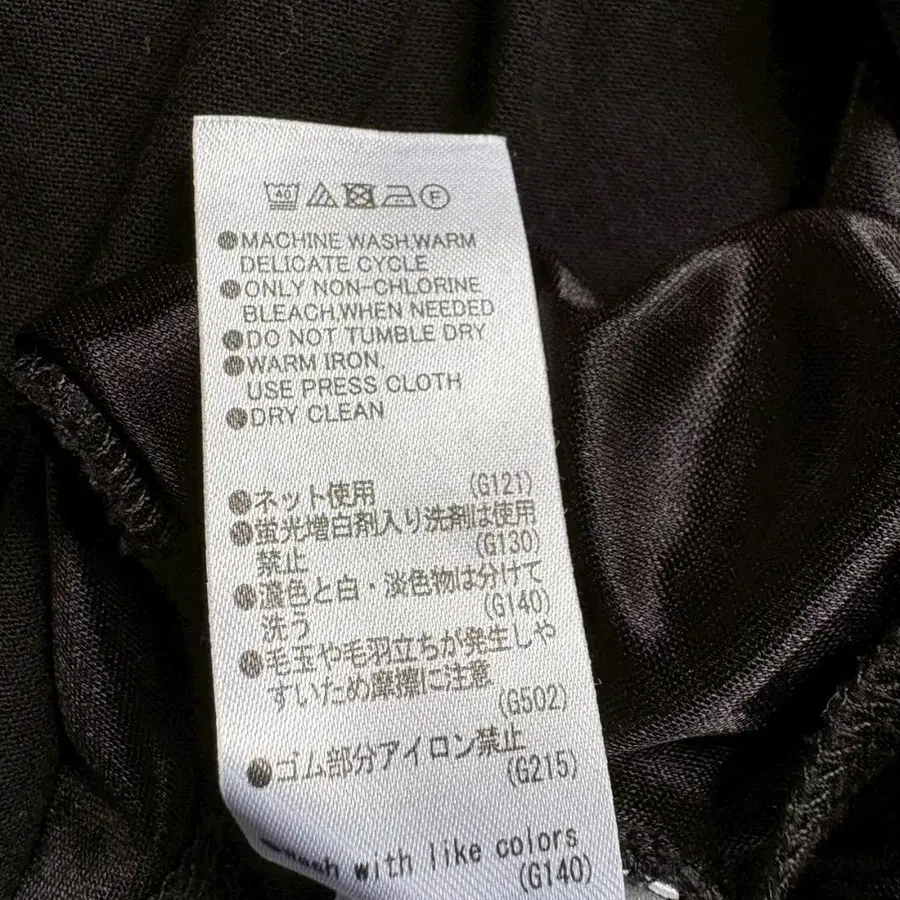 40 F
●MACHINE WASH.WARM
DELICATE CYCLE
●ONLY NON-CHLORINE
BLEACH.WHEN NEEDED
●DO NOT TUMBLE DRY
●WARM IRON.
USE PRESS CLOTH
●DRY CLEAN
●ネット使用 (G121)
●蛍光増白剤入り洗剤は使用
禁止 (G130)
●濃色と白・淡色物は分けて
洗う (G140)
●毛玉や毛羽立ちが発生しや
すいため摩擦に注意
(G502)
●ゴム部分アイロン禁止
(G215)
Wash with like colors
(G140)